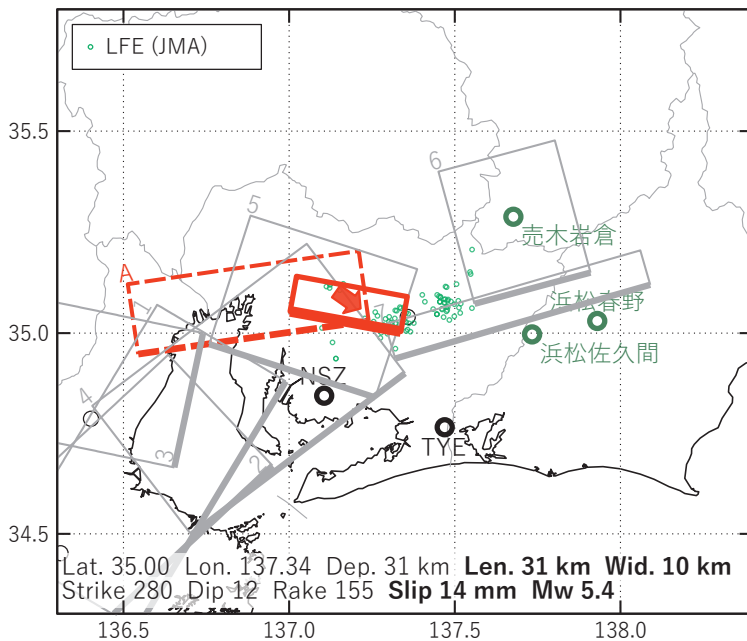 LFE (JMA)
35.5
6
売木岩倉
5
A
7
浜松春野
1
35.0
浜松佐久間
NSZ
4
TYE
3
2
34.5
Lat. 35.00 Lon. 137.34 Dep. 31 km Len. 31 km Wid. 10 km
Strike 280 Dip 12 Rake 155 Slip 14 mm Mw 5.4
136.5 137.0 137.5 138.0